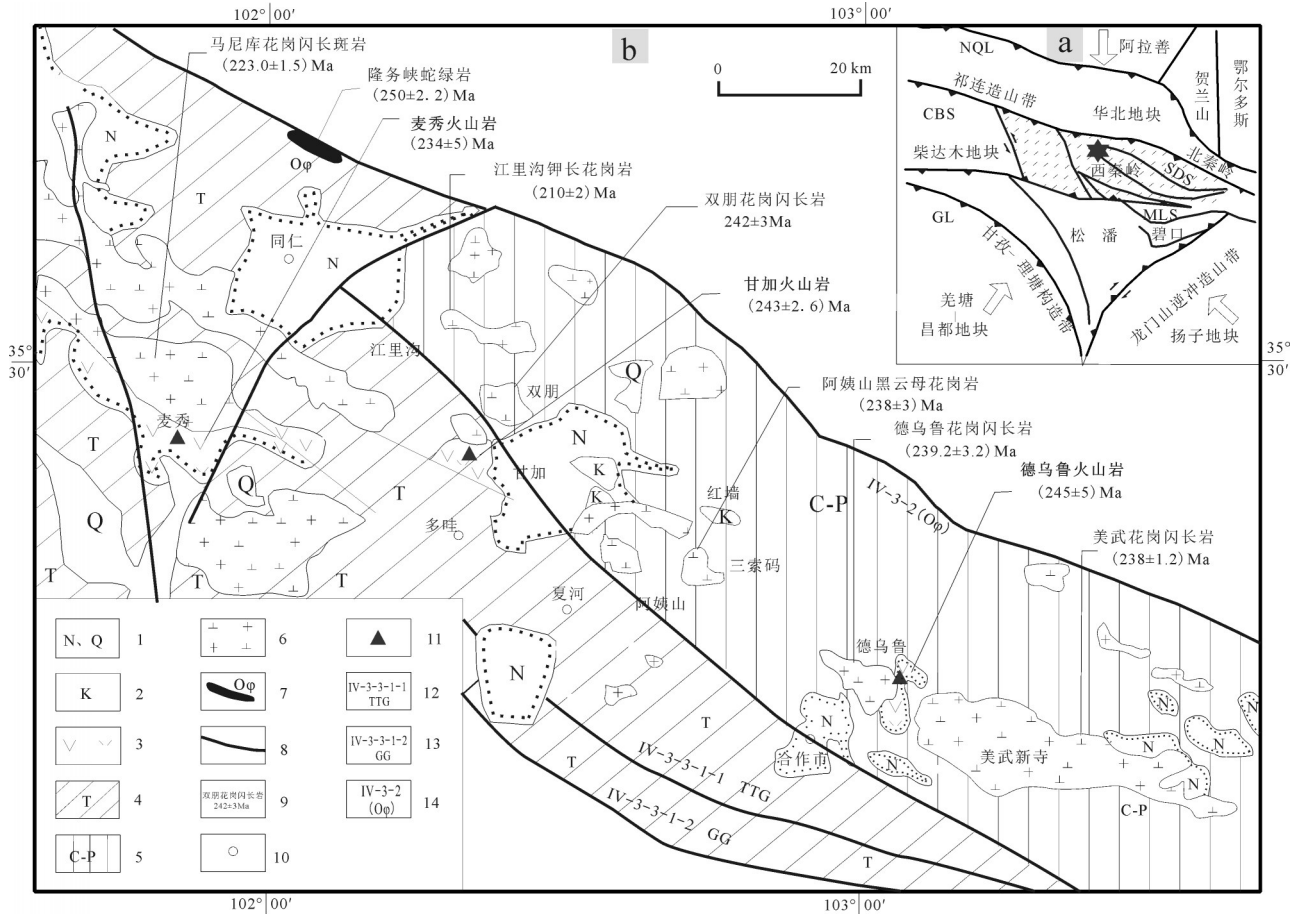 102° 00′
103° 00′
马尼库花岗闪长斑岩
(223.0±1.5) Ma
隆务峡蛇绿岩
(250±2.2) Ma
麦秀火山岩
(234±5) Ma
江里沟钾长花岗岩
(210±2) Ma
双朋花岗闪长岩
242±3Ma
甘加火山岩
(243±2.6) Ma
阿姨山黑云母花岗岩
(238±3) Ma
德乌鲁花岗闪长岩
(239.2±3.2) Ma
德乌鲁火山岩
(245±5) Ma
美武花岗闪长岩
(238±1.2) Ma
b
0
20 km
a
NQL
阿拉善
贺兰山
鄂尔多斯
祁连造山带
华北地块
CBS
柴达木地块
西秦岭
北秦岭
SDS
GL
MLS
松潘
碧口
甘孜-理塘构造带
羌塘
昌都地块
龙门山逆冲造山带
扬子地块
35° 30′
35° 30′
N
Oφ
T
同仁
N
江里沟
双朋
Q
麦秀
T
Q
T
甘加
N
K
K
红墙
K
C-P
IV-3-2(Oφ)
Q
多哇
三索码
T
T
T
夏河
阿姨山
N
德乌鲁
N
合作市
N
美武新寺
N
N
N
N
N
C-P
T
T
IV-3-3-1-1 TTG
IV-3-3-1-2 GG
T
N、Q
1
6
11
K
2
Oφ
7
IV-3-3-1-1
TTG
12
3
8
IV-3-3-1-2
GG
13
T
4
双朋花岗闪长岩
242±3Ma
9
IV-3-2
(Oφ)
14
C-P
5
10
102° 00′
103° 00′